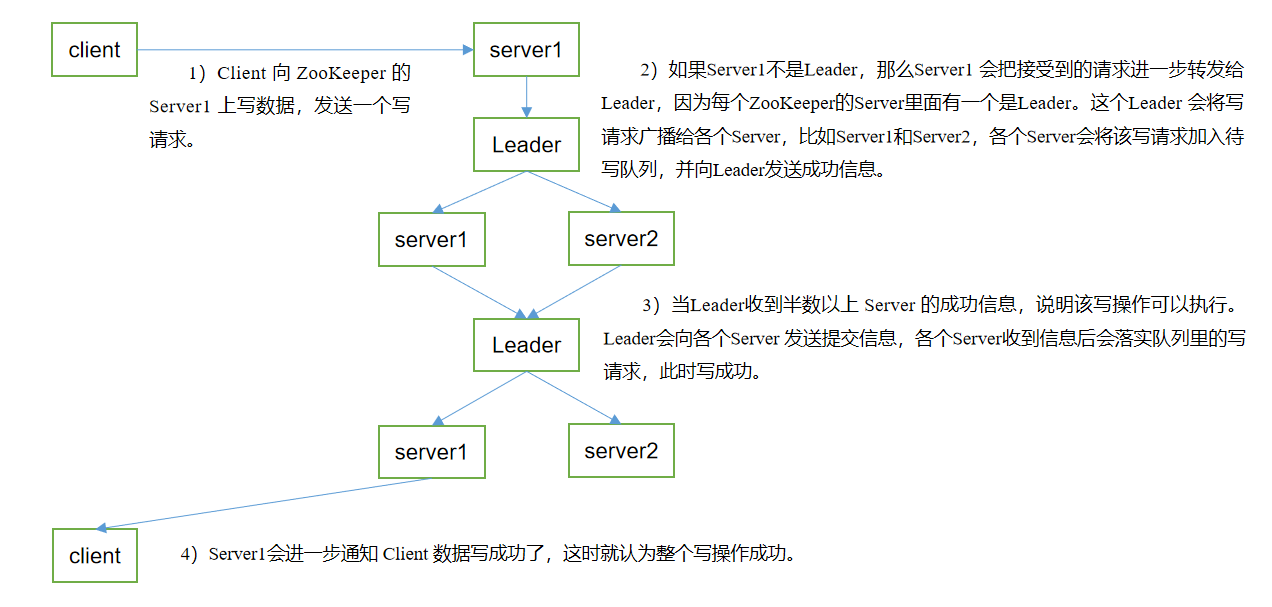 client
server1
1）Client 向 ZooKeeper 的
Server1 上写数据，发送一个写
请求。
2）如果Server1不是Leader，那么Server1 会把接受到的请求进一步转发给
Leader，因为每个ZooKeeper的Server里面有一个是Leader。这个Leader 会将写
请求广播给各个Server，比如Server1和Server2，各个Server会将该写请求加入待
写队列，并向Leader发送成功信息。
Leader
server1
server2
3）当Leader收到半数以上 Server 的成功信息，说明该写操作可以执行。
Leader会向各个Server 发送提交信息，各个Server收到信息后会落实队列里的写
请求，此时写成功。
Leader
server1
server2
client
4）Server1会进一步通知 Client 数据写成功了，这时就认为整个写操作成功。